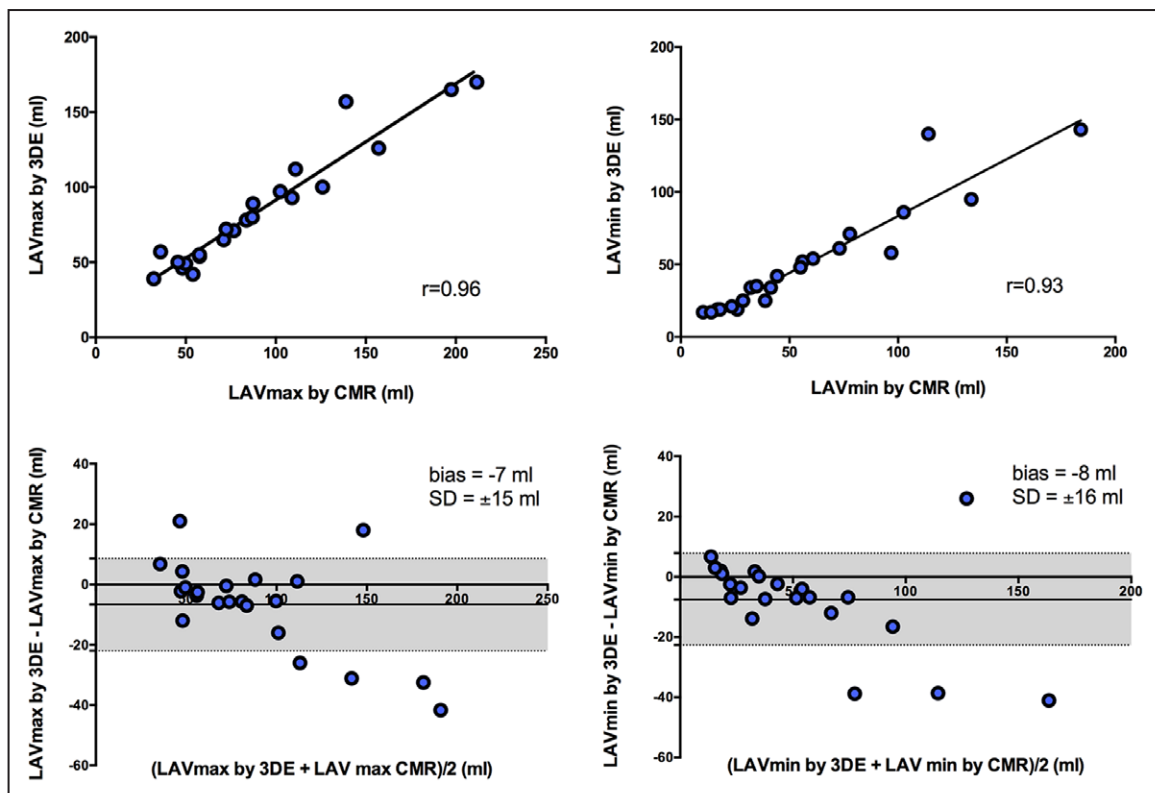 LAVmax by 3DE (ml)
200
150
100
50
0
0 50 100 150 200 250
r=0.96
LAVmax by CMR (ml)
LAVmin by 3DE (ml)
200
150
100
50
0
0 50 100 150 200
r=0.93
LAVmin by CMR (ml)
LAVmax by 3DE - LAVmax by CMR (ml)
40
20
0
-20
-40
-60
50 100 150 200 250
bias = -7 ml
SD = ±15 ml
(LAVmax by 3DE + LAV max CMR)/2 (ml)
LAVmin by 3DE - LAVmin by CMR (ml)
40
20
0
-20
-40
-60
50 100 150 200
bias = -8 ml
SD = ±16 ml
(LAVmin by 3DE + LAV min by CMR)/2 (ml)